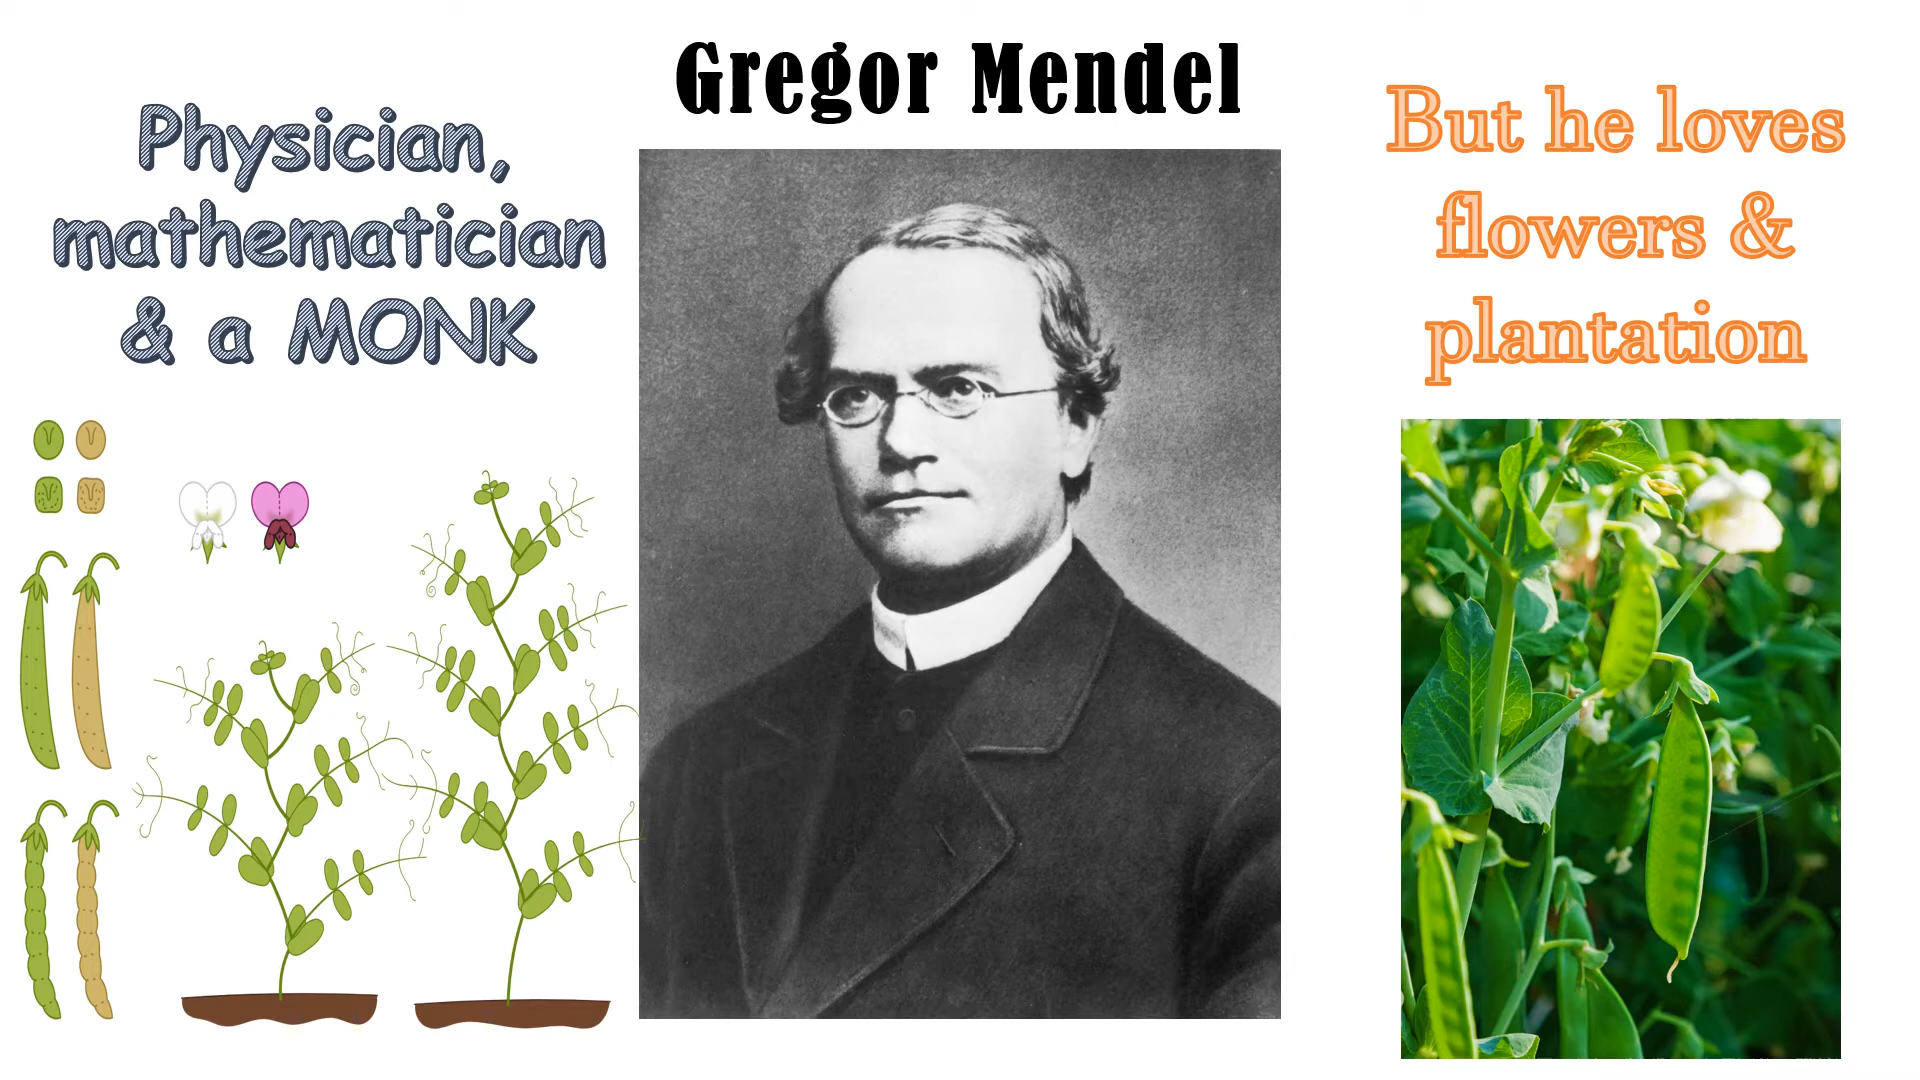 Gregor Mendel
Physician,
mathematician
& a MONK
But he loves
flowers &
plantation